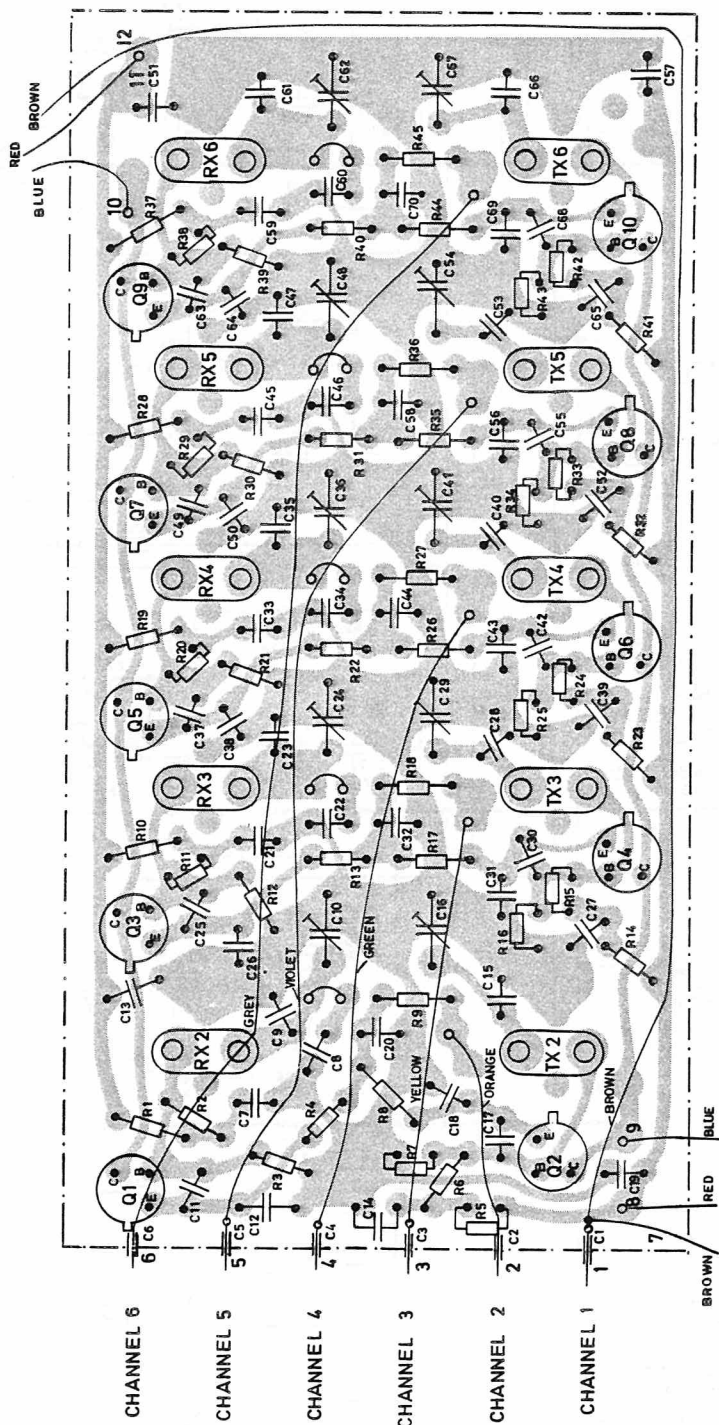 BROWN
RED
BLUE
12
11
10
C51
C61
C62
C67
C66
C57
RX6
R45
TX6
R37
R38
R39
C59
C60
C70
R40
R44
C69
C68
Q10
E
B
C
Q9
C
B
E
C63
C64
C47
C48
C54
C53
R43
R42
C65
R41
RX5
R36
TX5
R28
R29
R30
C45
C46
C58
R31
R35
C56
C55
Q8
E
B
C
Q7
C
B
E
C49
C50
C35
C36
C41
C40
R34
R33
C52
R32
RX4
R27
TX4
R19
R20
R21
C33
C34
C44
R22
R26
C43
C42
Q6
E
B
C
Q5
C
B
E
C37
C38
C23
C24
C29
C28
R25
R24
C39
R23
RX3
R18
TX3
R10
R11
R12
C21
C22
C32
R13
R17
C31
C30
Q4
E
B
C
Q3
C
B
E
C25
C26
C10
C16
R16
R15
C27
R14
C13
GREEN
VIOLET
GREY
C9
R9
C15
RX2
C8
C20
TX2
YELLOW
ORANGE
BROWN
R1
R2
C7
R4
R8
C18
C17
Q2
E
B
C
9
BLUE
Q1
C
B
E
C11
R3
C12
C14
R7
R6
R5
C19
8
RED
C6
C5
C4
C3
C2
C1
6
5
4
3
2
1
7
BROWN
CHANNEL 6
CHANNEL 5
CHANNEL 4
CHANNEL 3
CHANNEL 2
CHANNEL 1